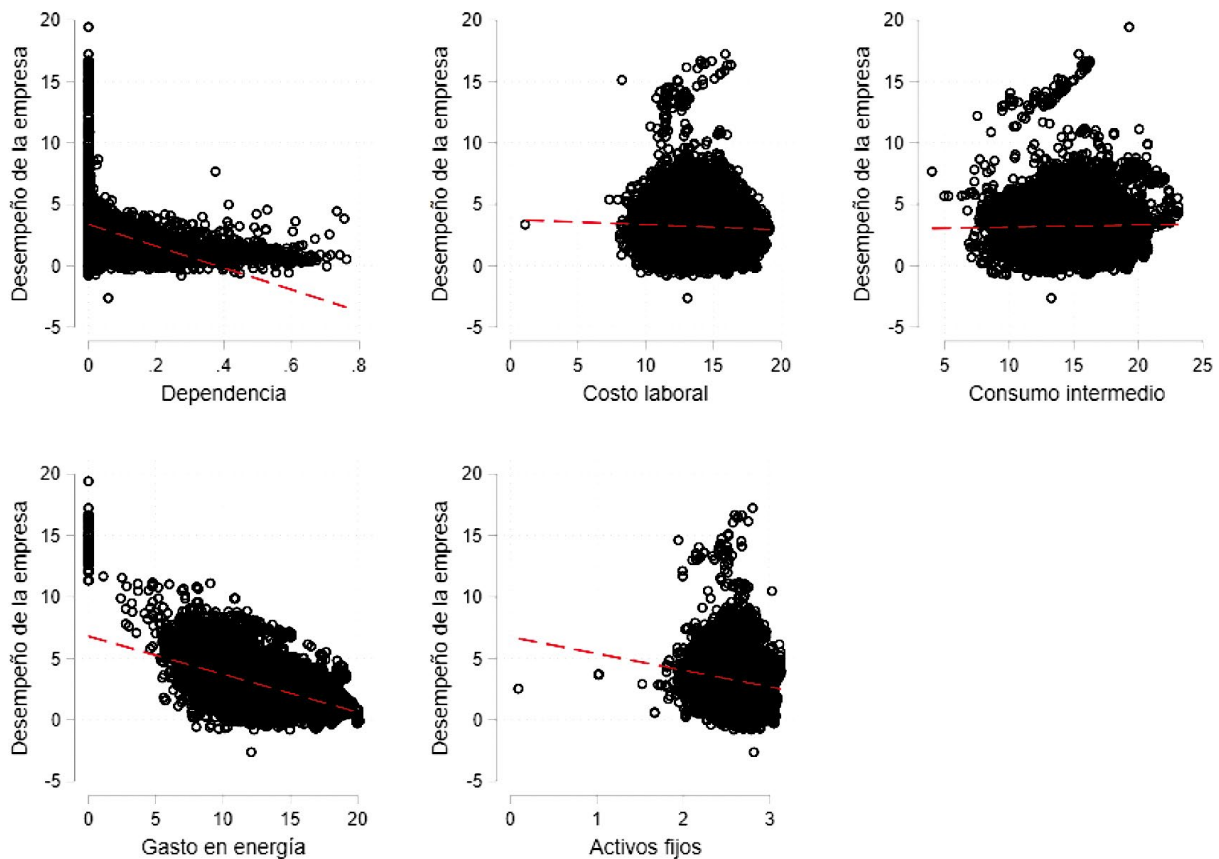 Desempeño de la empresa
20
15
10
5
0
-5
0 .2 .4 .6 .8
Dependencia
Desempeño de la empresa
20
15
10
5
0
-5
0 5 10 15 20
Costo laboral
Desempeño de la empresa
20
15
10
5
0
-5
5 10 15 20 25
Consumo intermedio
Desempeño de la empresa
20
15
10
5
0
-5
0 5 10 15 20
Gasto en energía
Desempeño de la empresa
20
15
10
5
0
-5
0 1 2 3
Activos fijos